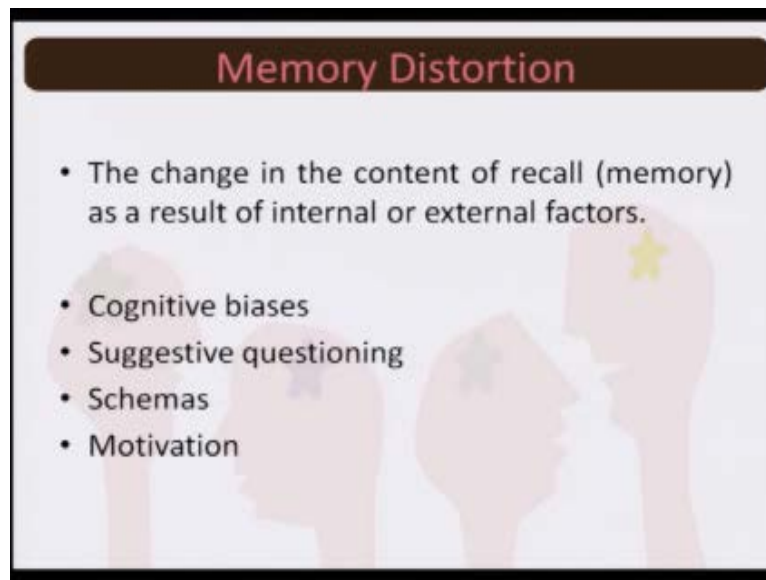 Memory Distortion
• The change in the content of recall (memory)
as a result of internal or external factors.
• Cognitive biases
• Suggestive questioning
• Schemas
• Motivation